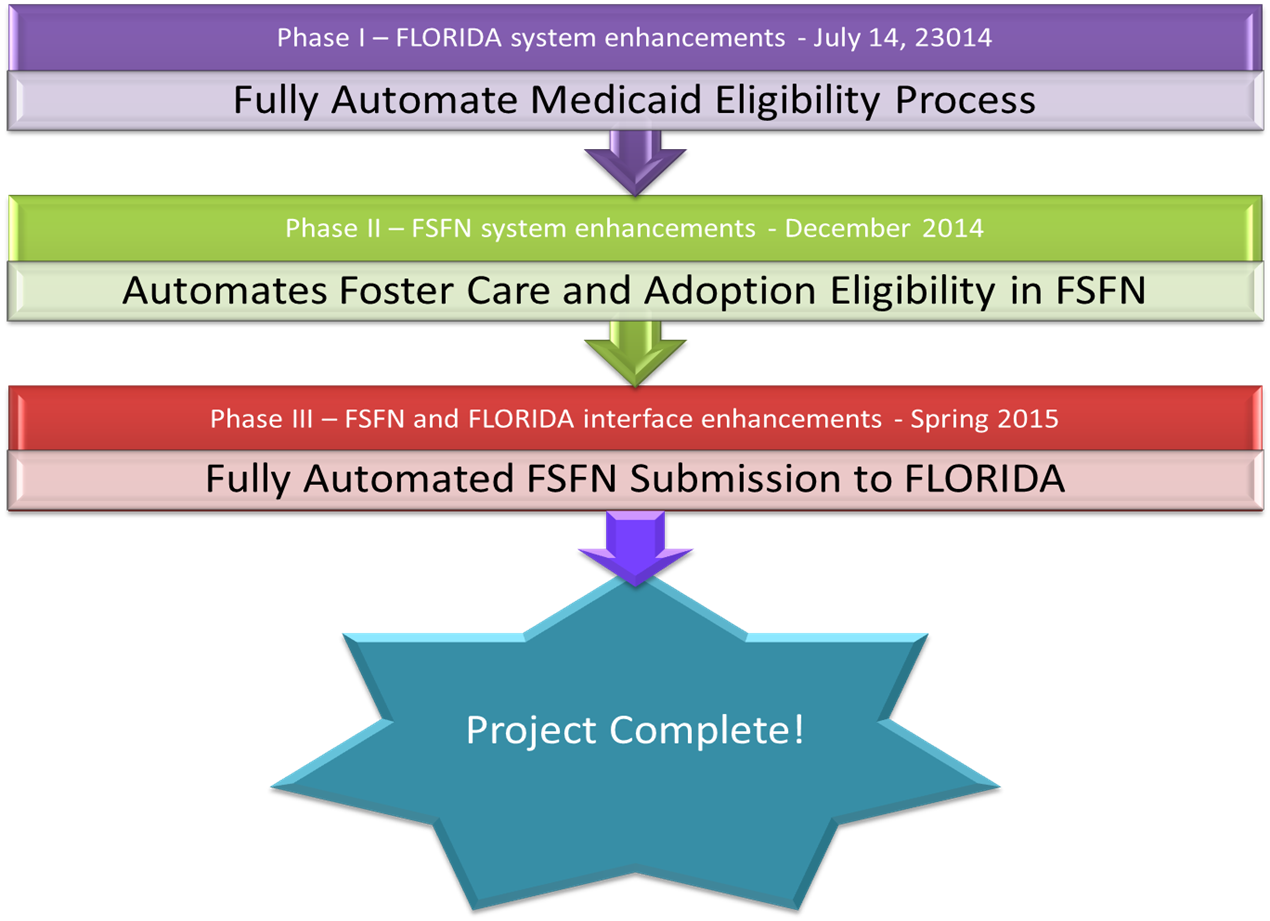 Phase I – FLORIDA system enhancements - July 14, 23014
Fully Automate Medicaid Eligibility Process
Phase II – FSFN system enhancements - December 2014
Automates Foster Care and Adoption Eligibility in FSFN
Phase III – FSFN and FLORIDA interface enhancements - Spring 2015
Fully Automated FSFN Submission to FLORIDA
Project Complete!